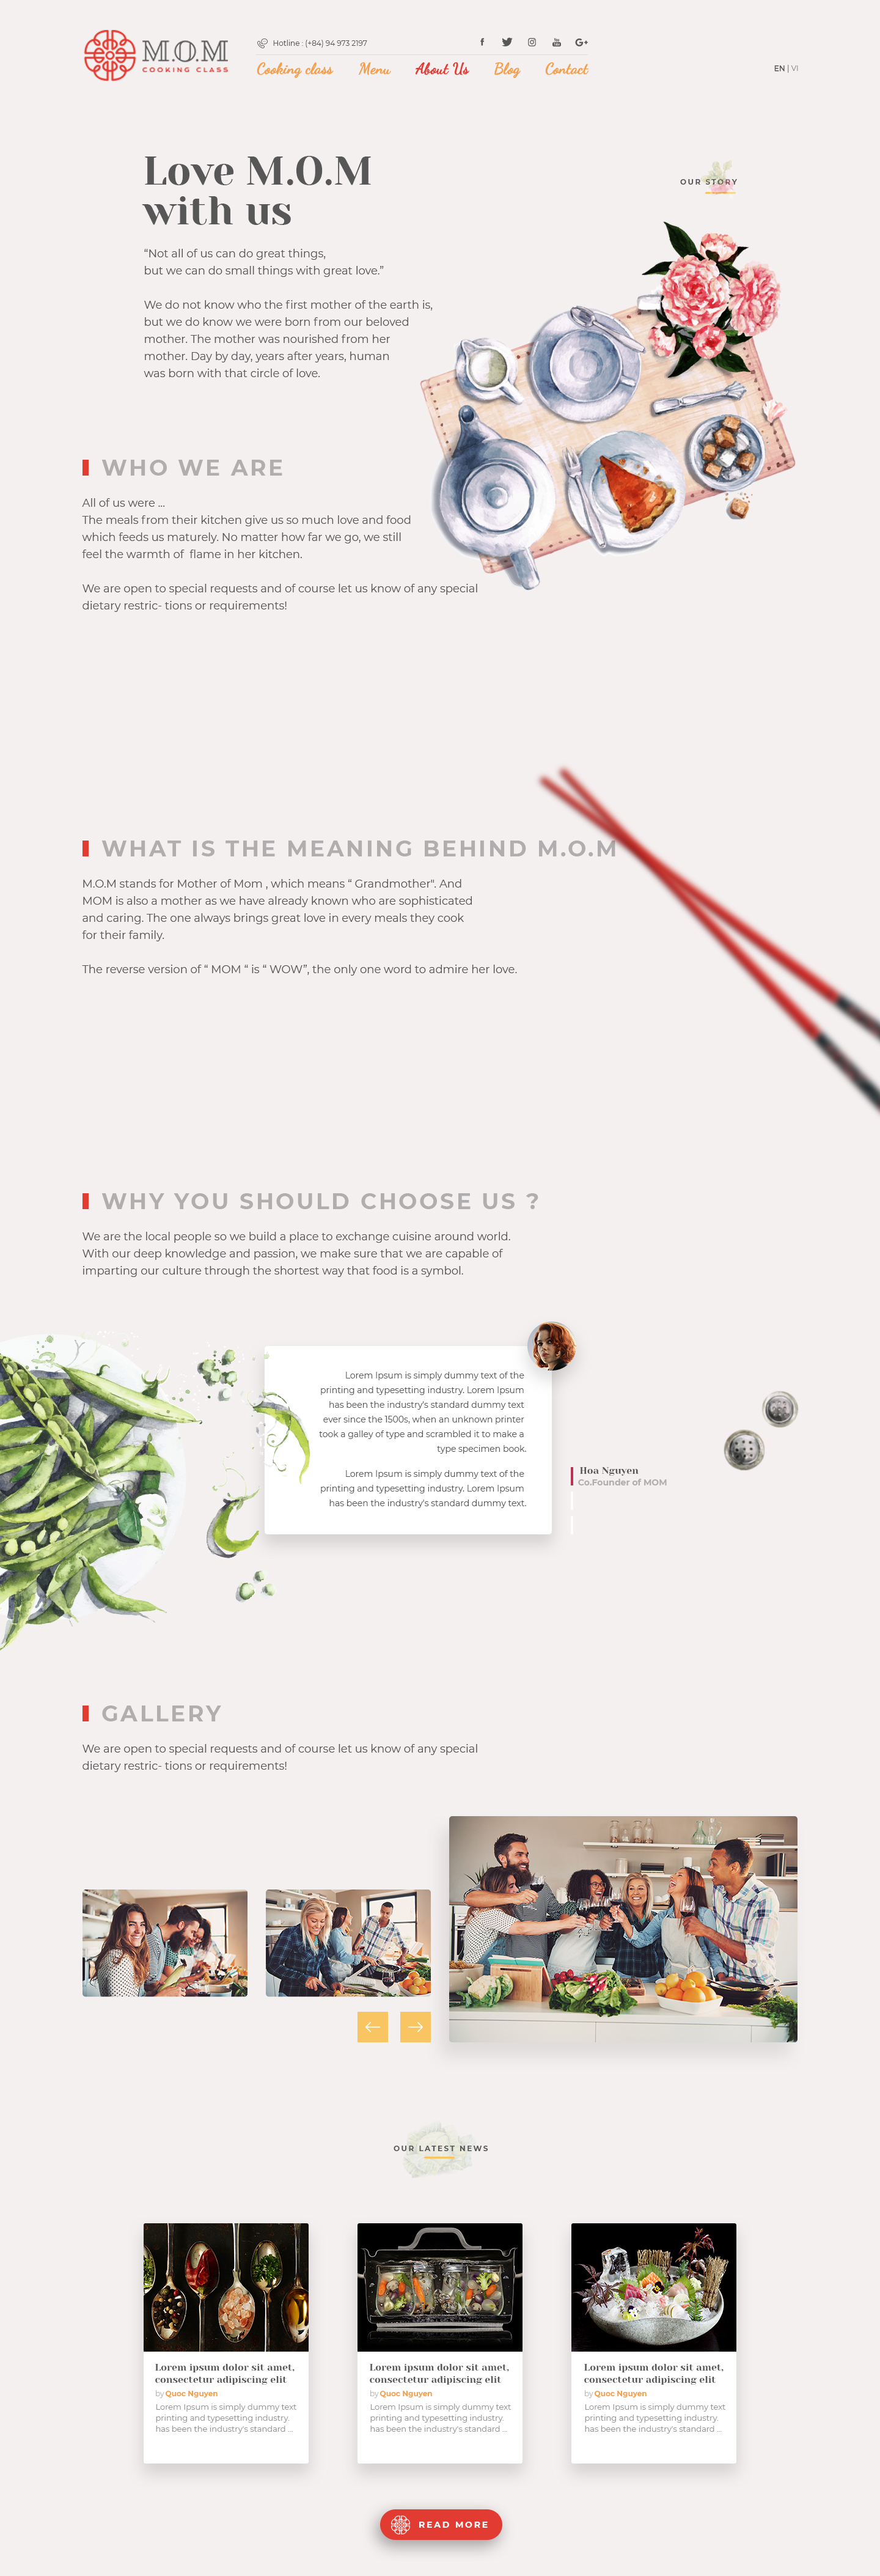 M.O.M
COOKING CLASS
Hotline : (+84) 94 973 2197
Cooking class Menu About Us Blog Contact
EN | VI
Love M.O.M
with us
OUR STORY
“Not all of us can do great things,
but we can do small things with great love.”
We do not know who the first mother of the earth is,
but we do know we were born from our beloved
mother. The mother was nourished from her
mother. Day by day, years after years, human
was born with that circle of love.
WHO WE ARE
All of us were ...
The meals from their kitchen give us so much love and food
which feeds us maturely. No matter how far we go, we still
feel the warmth of flame in her kitchen.
We are open to special requests and of course let us know of any special
dietary restric- tions or requirements!
WHAT IS THE MEANING BEHIND M.O.M
M.O.M stands for Mother of Mom , which means “ Grandmother". And
MOM is also a mother as we have already known who are sophisticated
and caring. The one always brings great love in every meals they cook
for their family.
The reverse version of “ MOM “ is “ WOW”, the only one word to admire her love.
WHY YOU SHOULD CHOOSE US ?
We are the local people so we build a place to exchange cuisine around world.
With our deep knowledge and passion, we make sure that we are capable of
imparting our culture through the shortest way that food is a symbol.
Lorem Ipsum is simply dummy text of the
printing and typesetting industry. Lorem Ipsum
has been the industry's standard dummy text
ever since the 1500s, when an unknown printer
took a galley of type and scrambled it to make a
type specimen book.
Lorem Ipsum is simply dummy text of the
printing and typesetting industry. Lorem Ipsum
has been the industry's standard dummy text.
Hoa Nguyen
Co.Founder of MOM
GALLERY
We are open to special requests and of course let us know of any special
dietary restric- tions or requirements!
OUR LATEST NEWS
Lorem ipsum dolor sit amet,
consectetur adipiscing elit
by Quoc Nguyen
Lorem Ipsum is simply dummy text
printing and typesetting industry.
has been the industry's standard ...
Lorem ipsum dolor sit amet,
consectetur adipiscing elit
by Quoc Nguyen
Lorem Ipsum is simply dummy text
printing and typesetting industry.
has been the industry's standard ...
Lorem ipsum dolor sit amet,
consectetur adipiscing elit
by Quoc Nguyen
Lorem Ipsum is simply dummy text
printing and typesetting industry.
has been the industry's standard ...
READ MORE